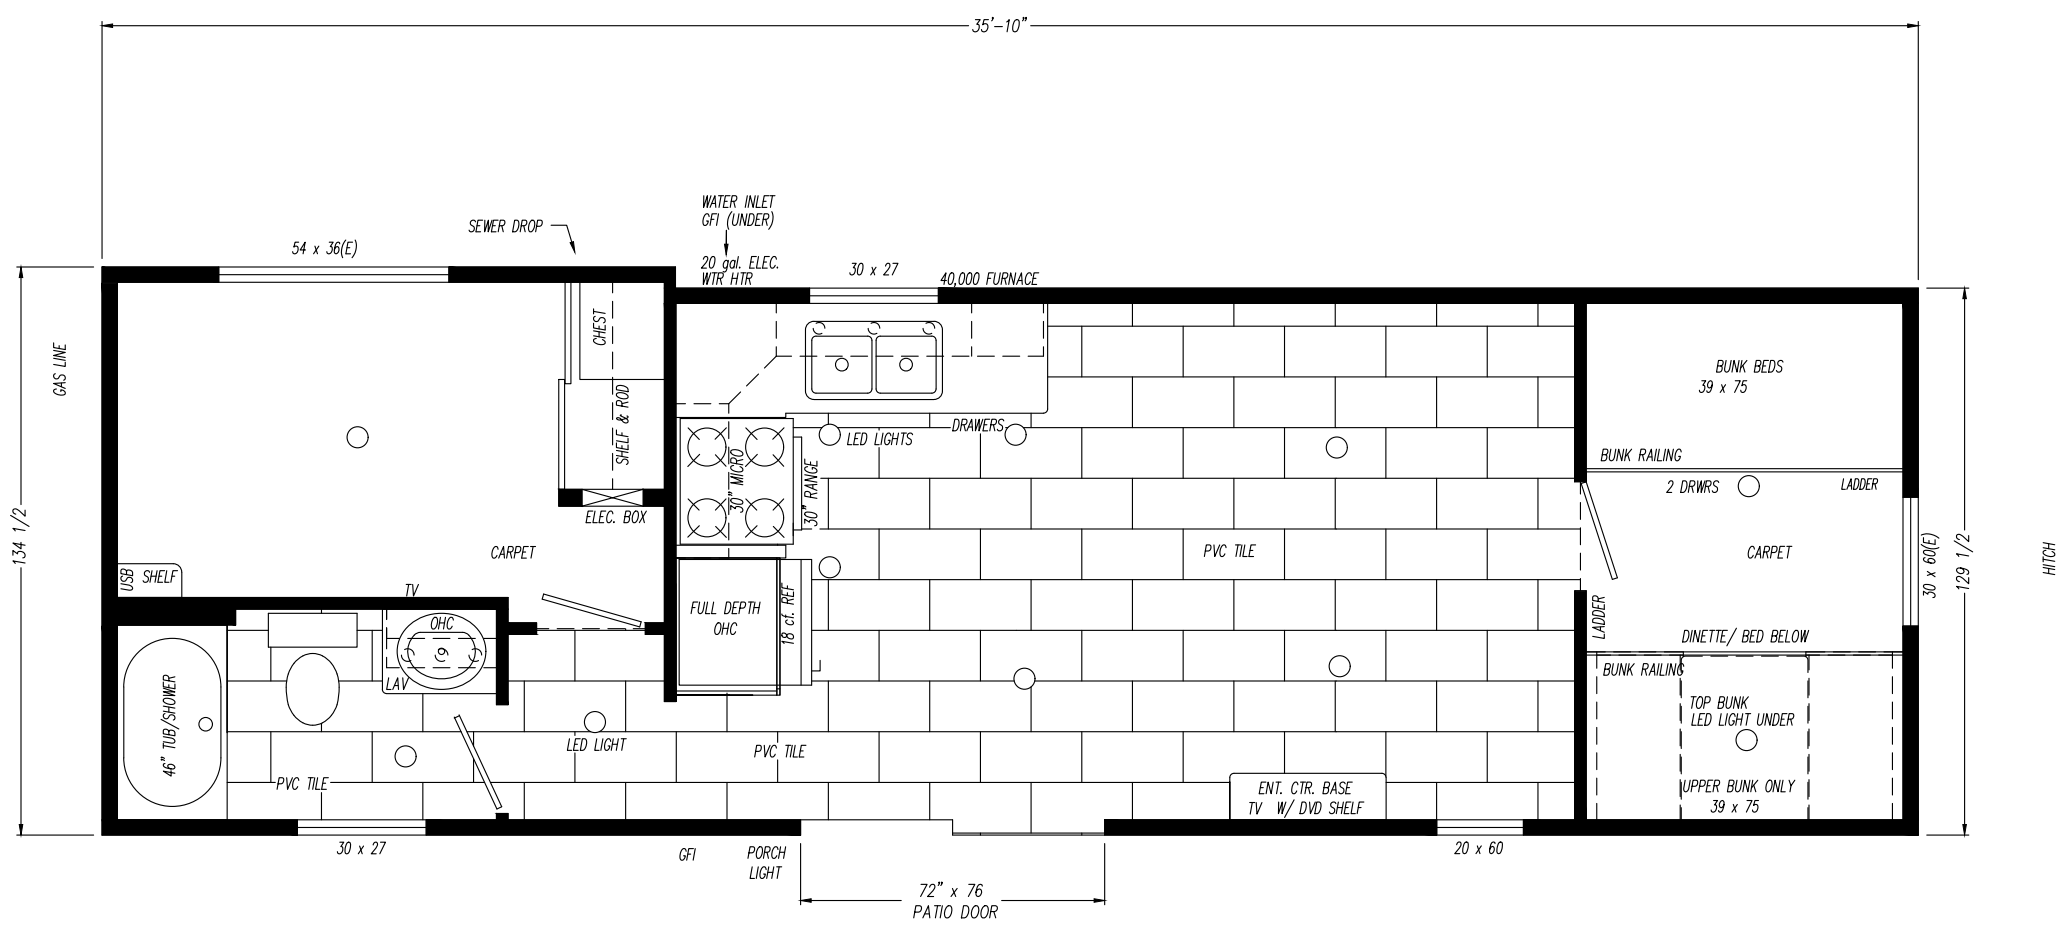 35'-10"
WATER INLET
GFI (UNDER)
SEWER DROP
54 x 36(E)
20 gal. ELEC.
WTR HTR
30 x 27
40,000 FURNACE
GAS LINE
134 1/2
CHEST
SHELF & ROD
ELEC. BOX
CARPET
USB SHELF
TV
OHC
LAV
9
46" TUB/SHOWER
PVC TILE
LED LIGHT
PVC TILE
30" MICRO
30" RANGE
LED LIGHTS
DRAWERS
FULL DEPTH
OHC
18 cf. REF
PVC TILE
ENT. CTR. BASE
TV W/ DVD SHELF
BUNK BEDS
39 x 75
BUNK RAILING
2 DRWRS
LADDER
CARPET
LADDER
DINETTE/ BED BELOW
BUNK RAILING
TOP BUNK
LED LIGHT UNDER
UPPER BUNK ONLY
39 x 75
30 x 60(E)
129 1/2
HITCH
30 x 27
GFI
PORCH
LIGHT
72" x 76
PATIO DOOR
20 x 60